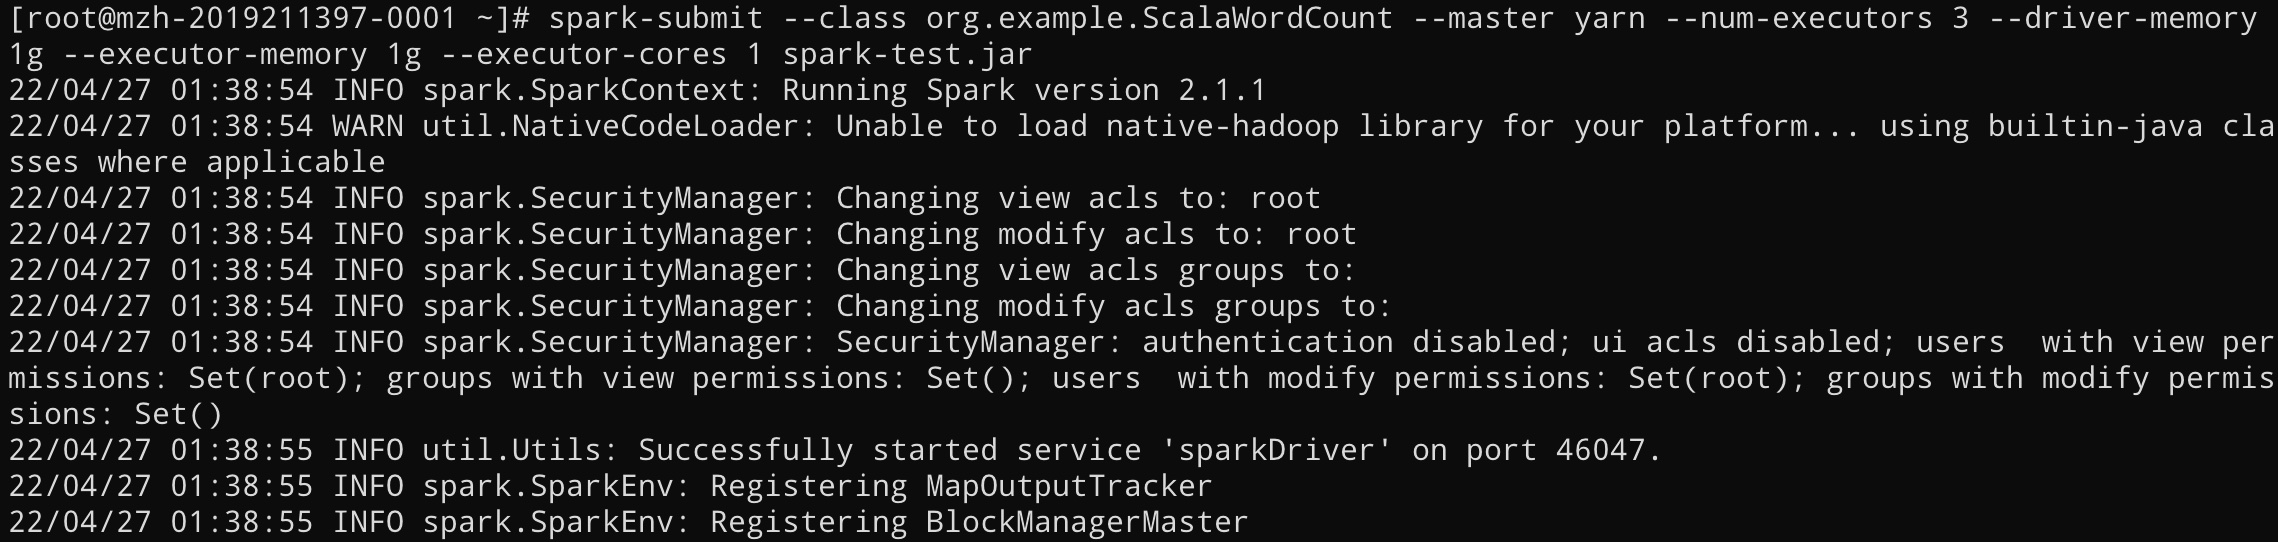 [root@mzh-2019211397-0001 ~]# spark-submit --class org.example.ScalaWordCount --master yarn --num-executors 3 --driver-memory
1g --executor-memory 1g --executor-cores 1 spark-test.jar
22/04/27 01:38:54 INFO spark.SparkContext: Running Spark version 2.1.1
22/04/27 01:38:54 WARN util.NativeCodeLoader: Unable to load native-hadoop library for your platform... using builtin-java cla
sses where applicable
22/04/27 01:38:54 INFO spark.SecurityManager: Changing view acls to: root
22/04/27 01:38:54 INFO spark.SecurityManager: Changing modify acls to: root
22/04/27 01:38:54 INFO spark.SecurityManager: Changing view acls groups to:
22/04/27 01:38:54 INFO spark.SecurityManager: Changing modify acls groups to:
22/04/27 01:38:54 INFO spark.SecurityManager: SecurityManager: authentication disabled; ui acls disabled; users  with view per
missions: Set(root); groups with view permissions: Set(); users  with modify permissions: Set(root); groups with modify permis
sions: Set()
22/04/27 01:38:55 INFO util.Utils: Successfully started service 'sparkDriver' on port 46047.
22/04/27 01:38:55 INFO spark.SparkEnv: Registering MapOutputTracker
22/04/27 01:38:55 INFO spark.SparkEnv: Registering BlockManagerMaster